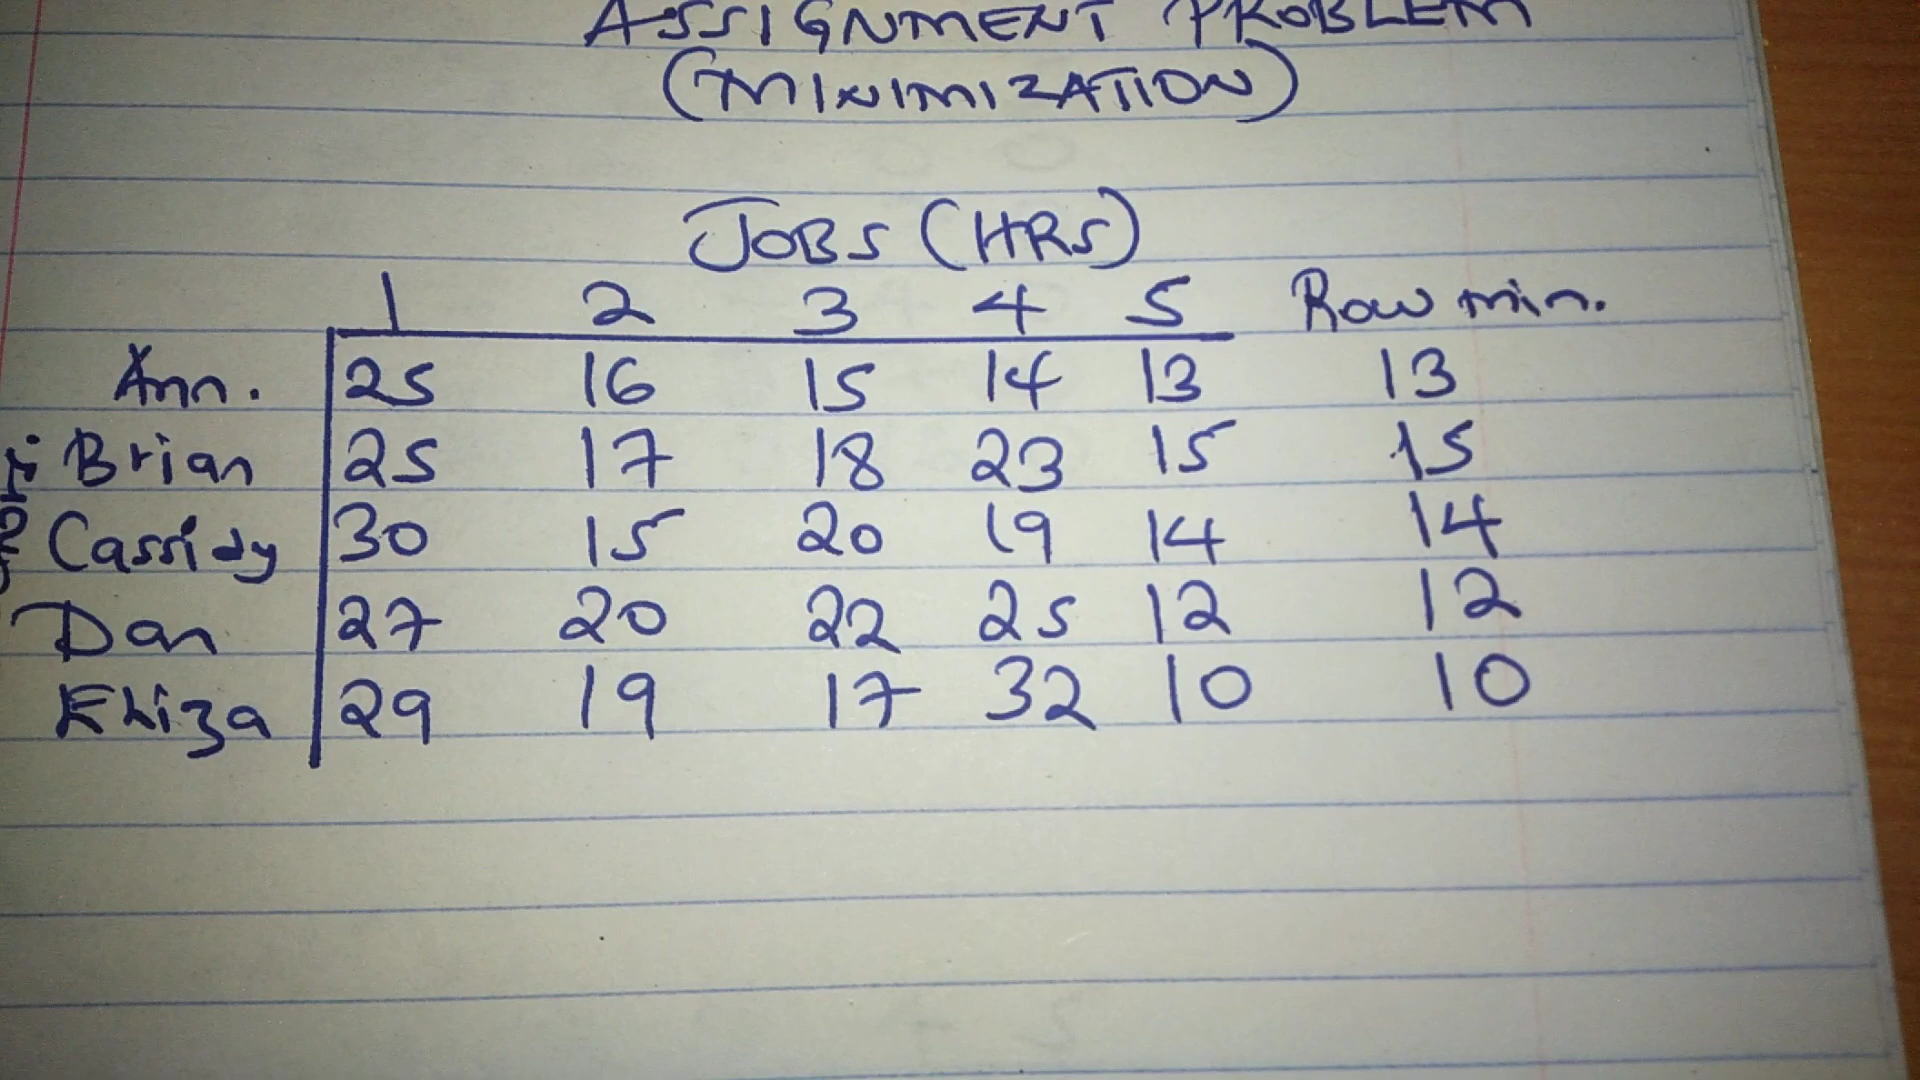 ASSIGNMENT PROBLEM
(MINIMIZATION)
JOBS (HRS)
1 2 3 4 5 Row min.
Ann. 25 16 15 14 13 13
Brian 25 17 18 23 15 15
Cassidy 30 15 20 19 14 14
Dan 27 20 22 25 12 12
Eliza 29 19 17 32 10 10